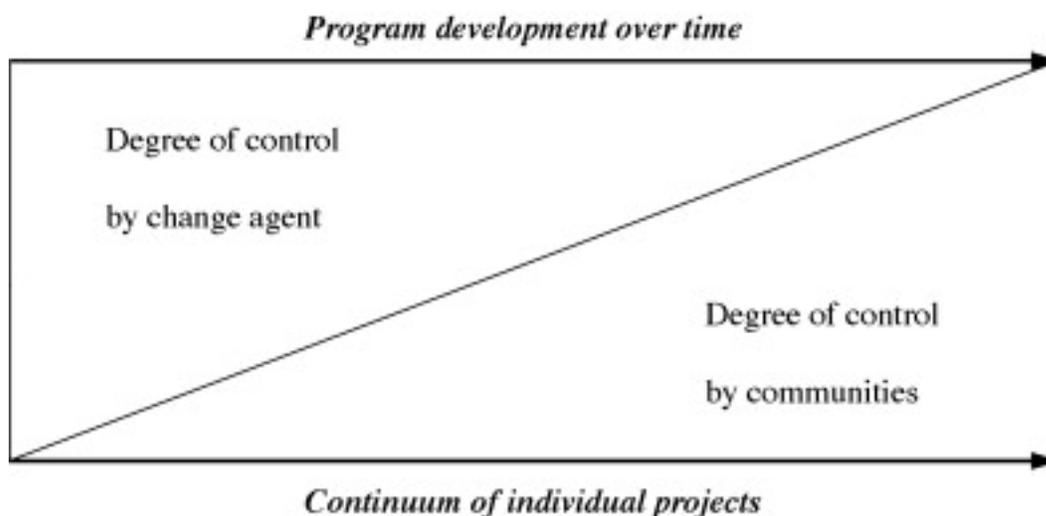 Program development over time
Degree of control
by change agent
Degree of control
by communities
Continuum of individual projects